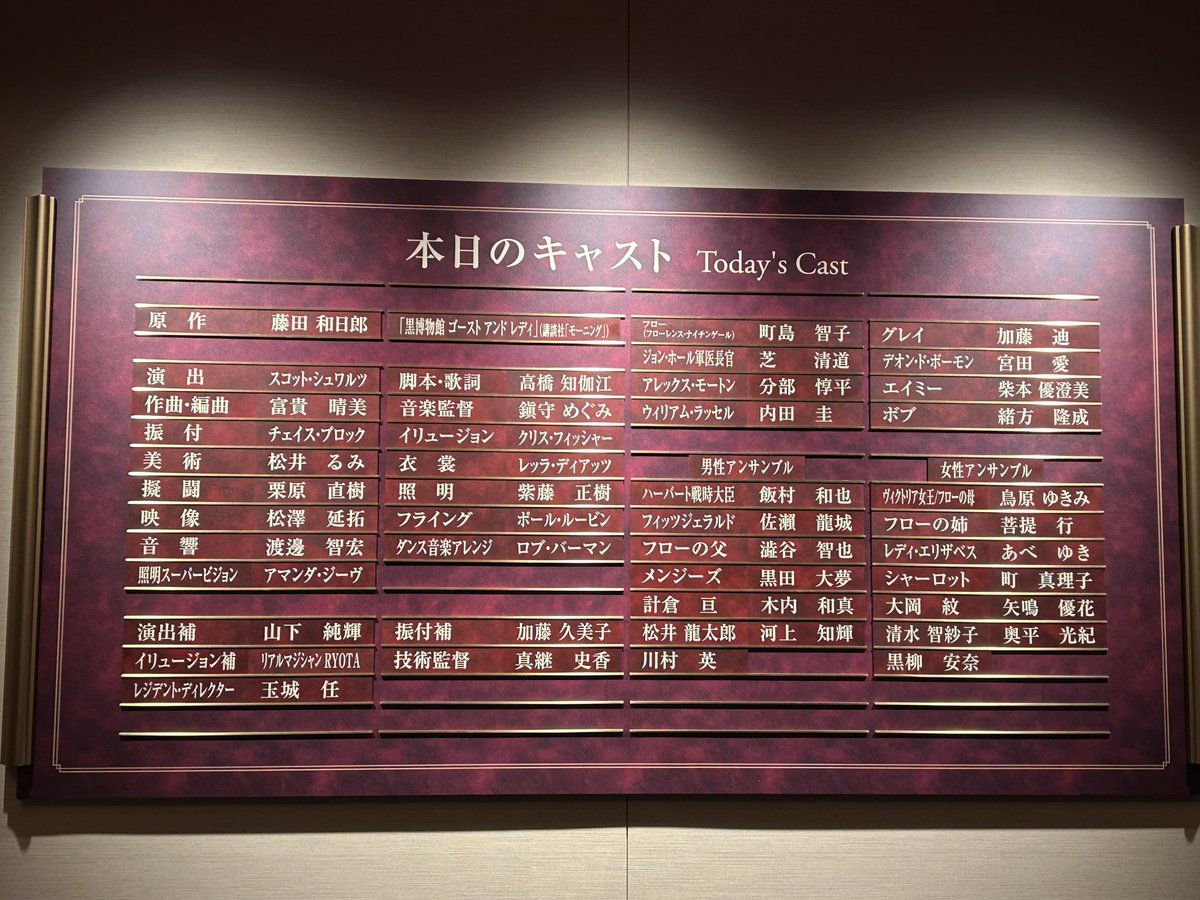 本日のキャスト Today's Cast
原作 藤田 和日郎
「黒博物館 ゴースト アンド レディ」(講談社「モーニング」)
演出 スコット・シュワルツ
作曲・編曲 富貴 晴美
振付 チェイス・ブロック
美術 松井 るみ
擬闘 栗原 直樹
映像 松澤 延拓
音響 渡邊 智宏
照明スーパービジョン アマンダ・ジーヴ
演出補 山下 純輝
イリュージョン補 リアルマジシャンRYOTA
レジデント・ディレクター 玉城 任
脚本・歌詞 高橋 知伽江
音楽監督 鎮守 めぐみ
イリュージョン クリス・フィッシャー
衣裳 レッラ・ディアッツ
照明 紫藤 正樹
フライング ポール・ルービン
ダンス音楽アレンジ ロブ・バーマン
振付補 加藤 久美子
技術監督 真継 史香
フロー(フローレンス・ナイチンゲール) 町島 智子
ジョン・ホール軍医長官 芝 清道
アレックス・モートン 分部 惇平
ウィリアム・ラッセル 内田 圭
男性アンサンブル
ハーバート戦時大臣 飯村 和也
フィッツジェラルド 佐瀬 龍城
フローの父 澁谷 智也
メンジーズ 黒田 大夢
計倉 亘 木内 和真
松井 龍太郎 河上 知輝
川村 英
グレイ 加藤 迪
デオン・ド・ボーモン 宮田 愛
エイミー 柴本 優澄美
ボブ 緒方 隆成
女性アンサンブル
ヴィクトリア女王/フローの母 鳥原 ゆきみ
フローの姉 菩提 行
レディ・エリザベス あべ ゆき
シャーロット 町 真理子
大岡 紋 矢鳴 優花
清水 智紗子 奥平 光紀
黒柳 安奈